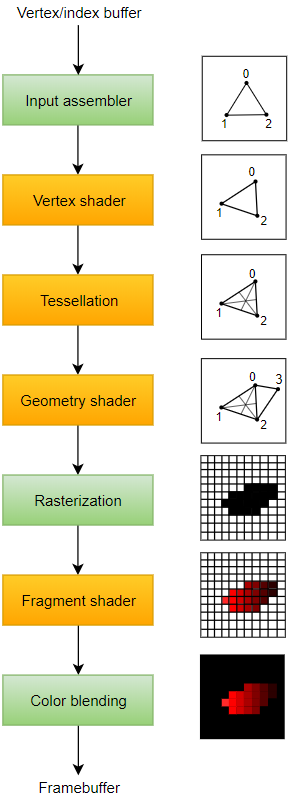 Vertex/index buffer
Input assembler
0
1
2
Vertex shader
0
1
2
Tessellation
0
1
2
Geometry shader
0
3
1
2
Rasterization
Fragment shader
Color blending
Framebuffer